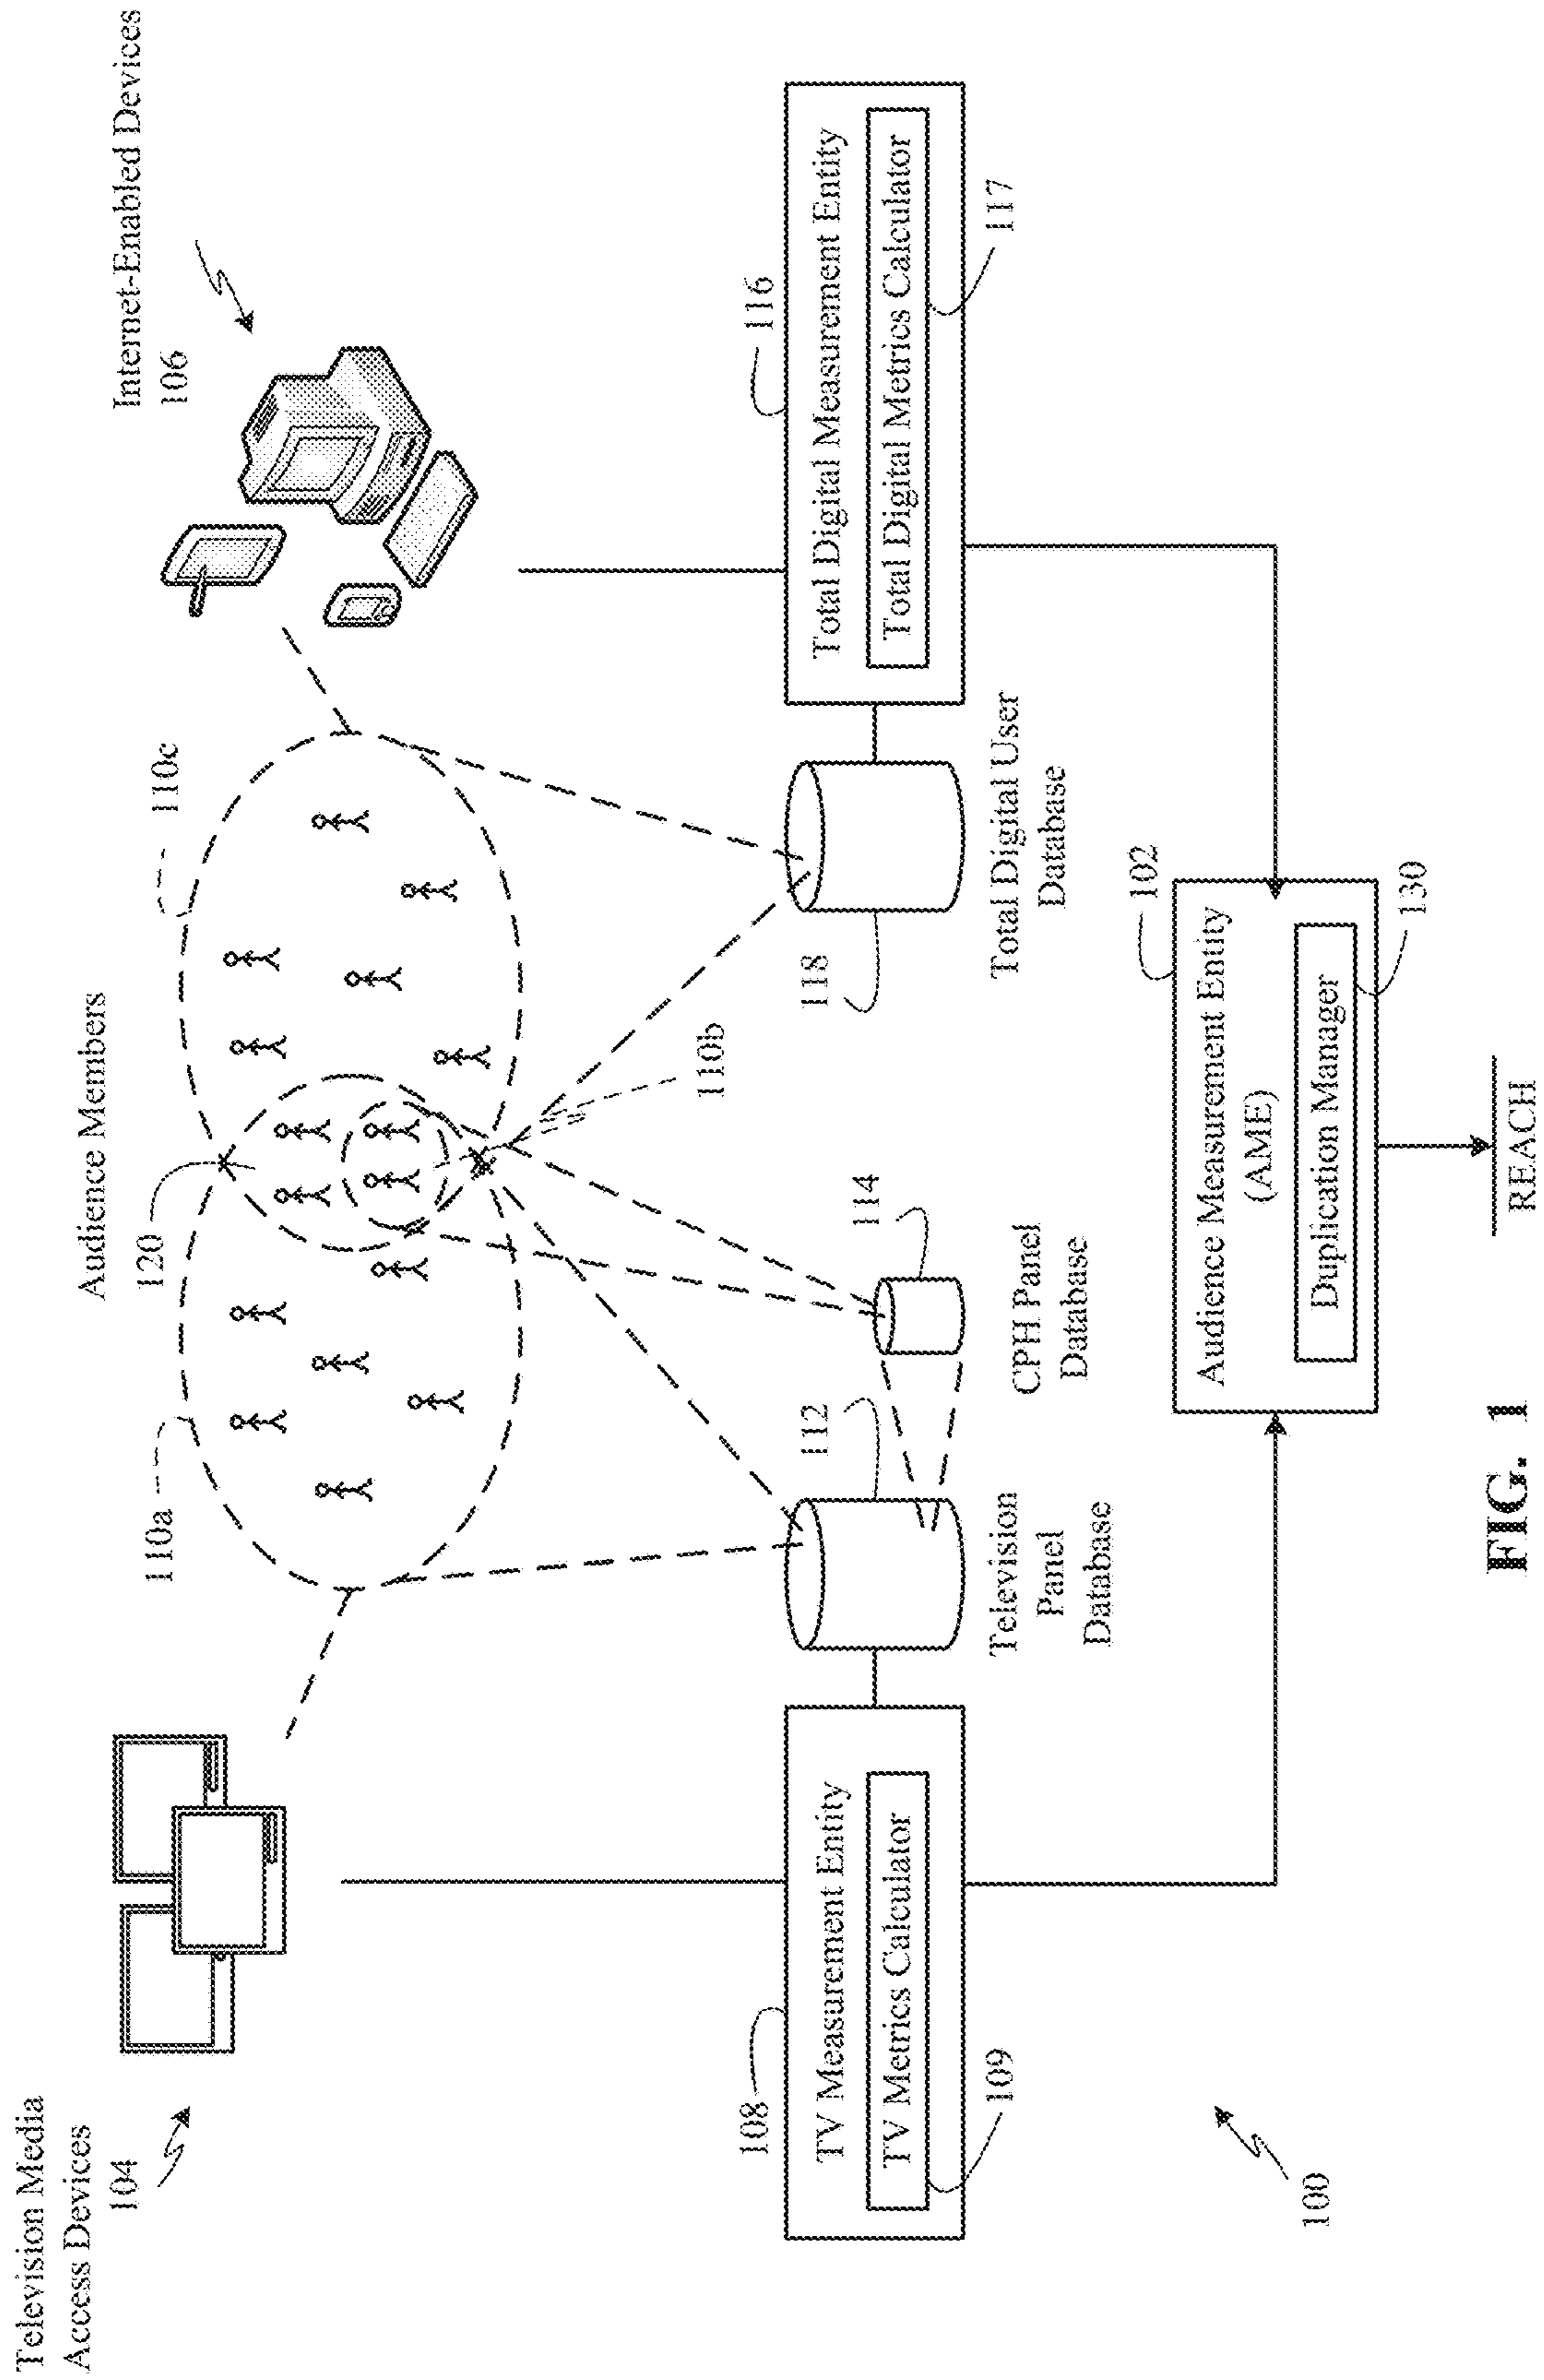 Television Media
Access Devices
104
Audience Members
Internet-Enabled Devices
106
110a
120
110c
110b
108
TV Measurement Entity
TV Metrics Calculator
109
112
Television
Panel
Database
114
CPH Panel
Database
118
Total Digital User
Database
116
Total Digital Measurement Entity
Total Digital Metrics Calculator
117
102
Audience Measurement Entity
(AME)
Duplication Manager
130
100
REACH
FIG. 1